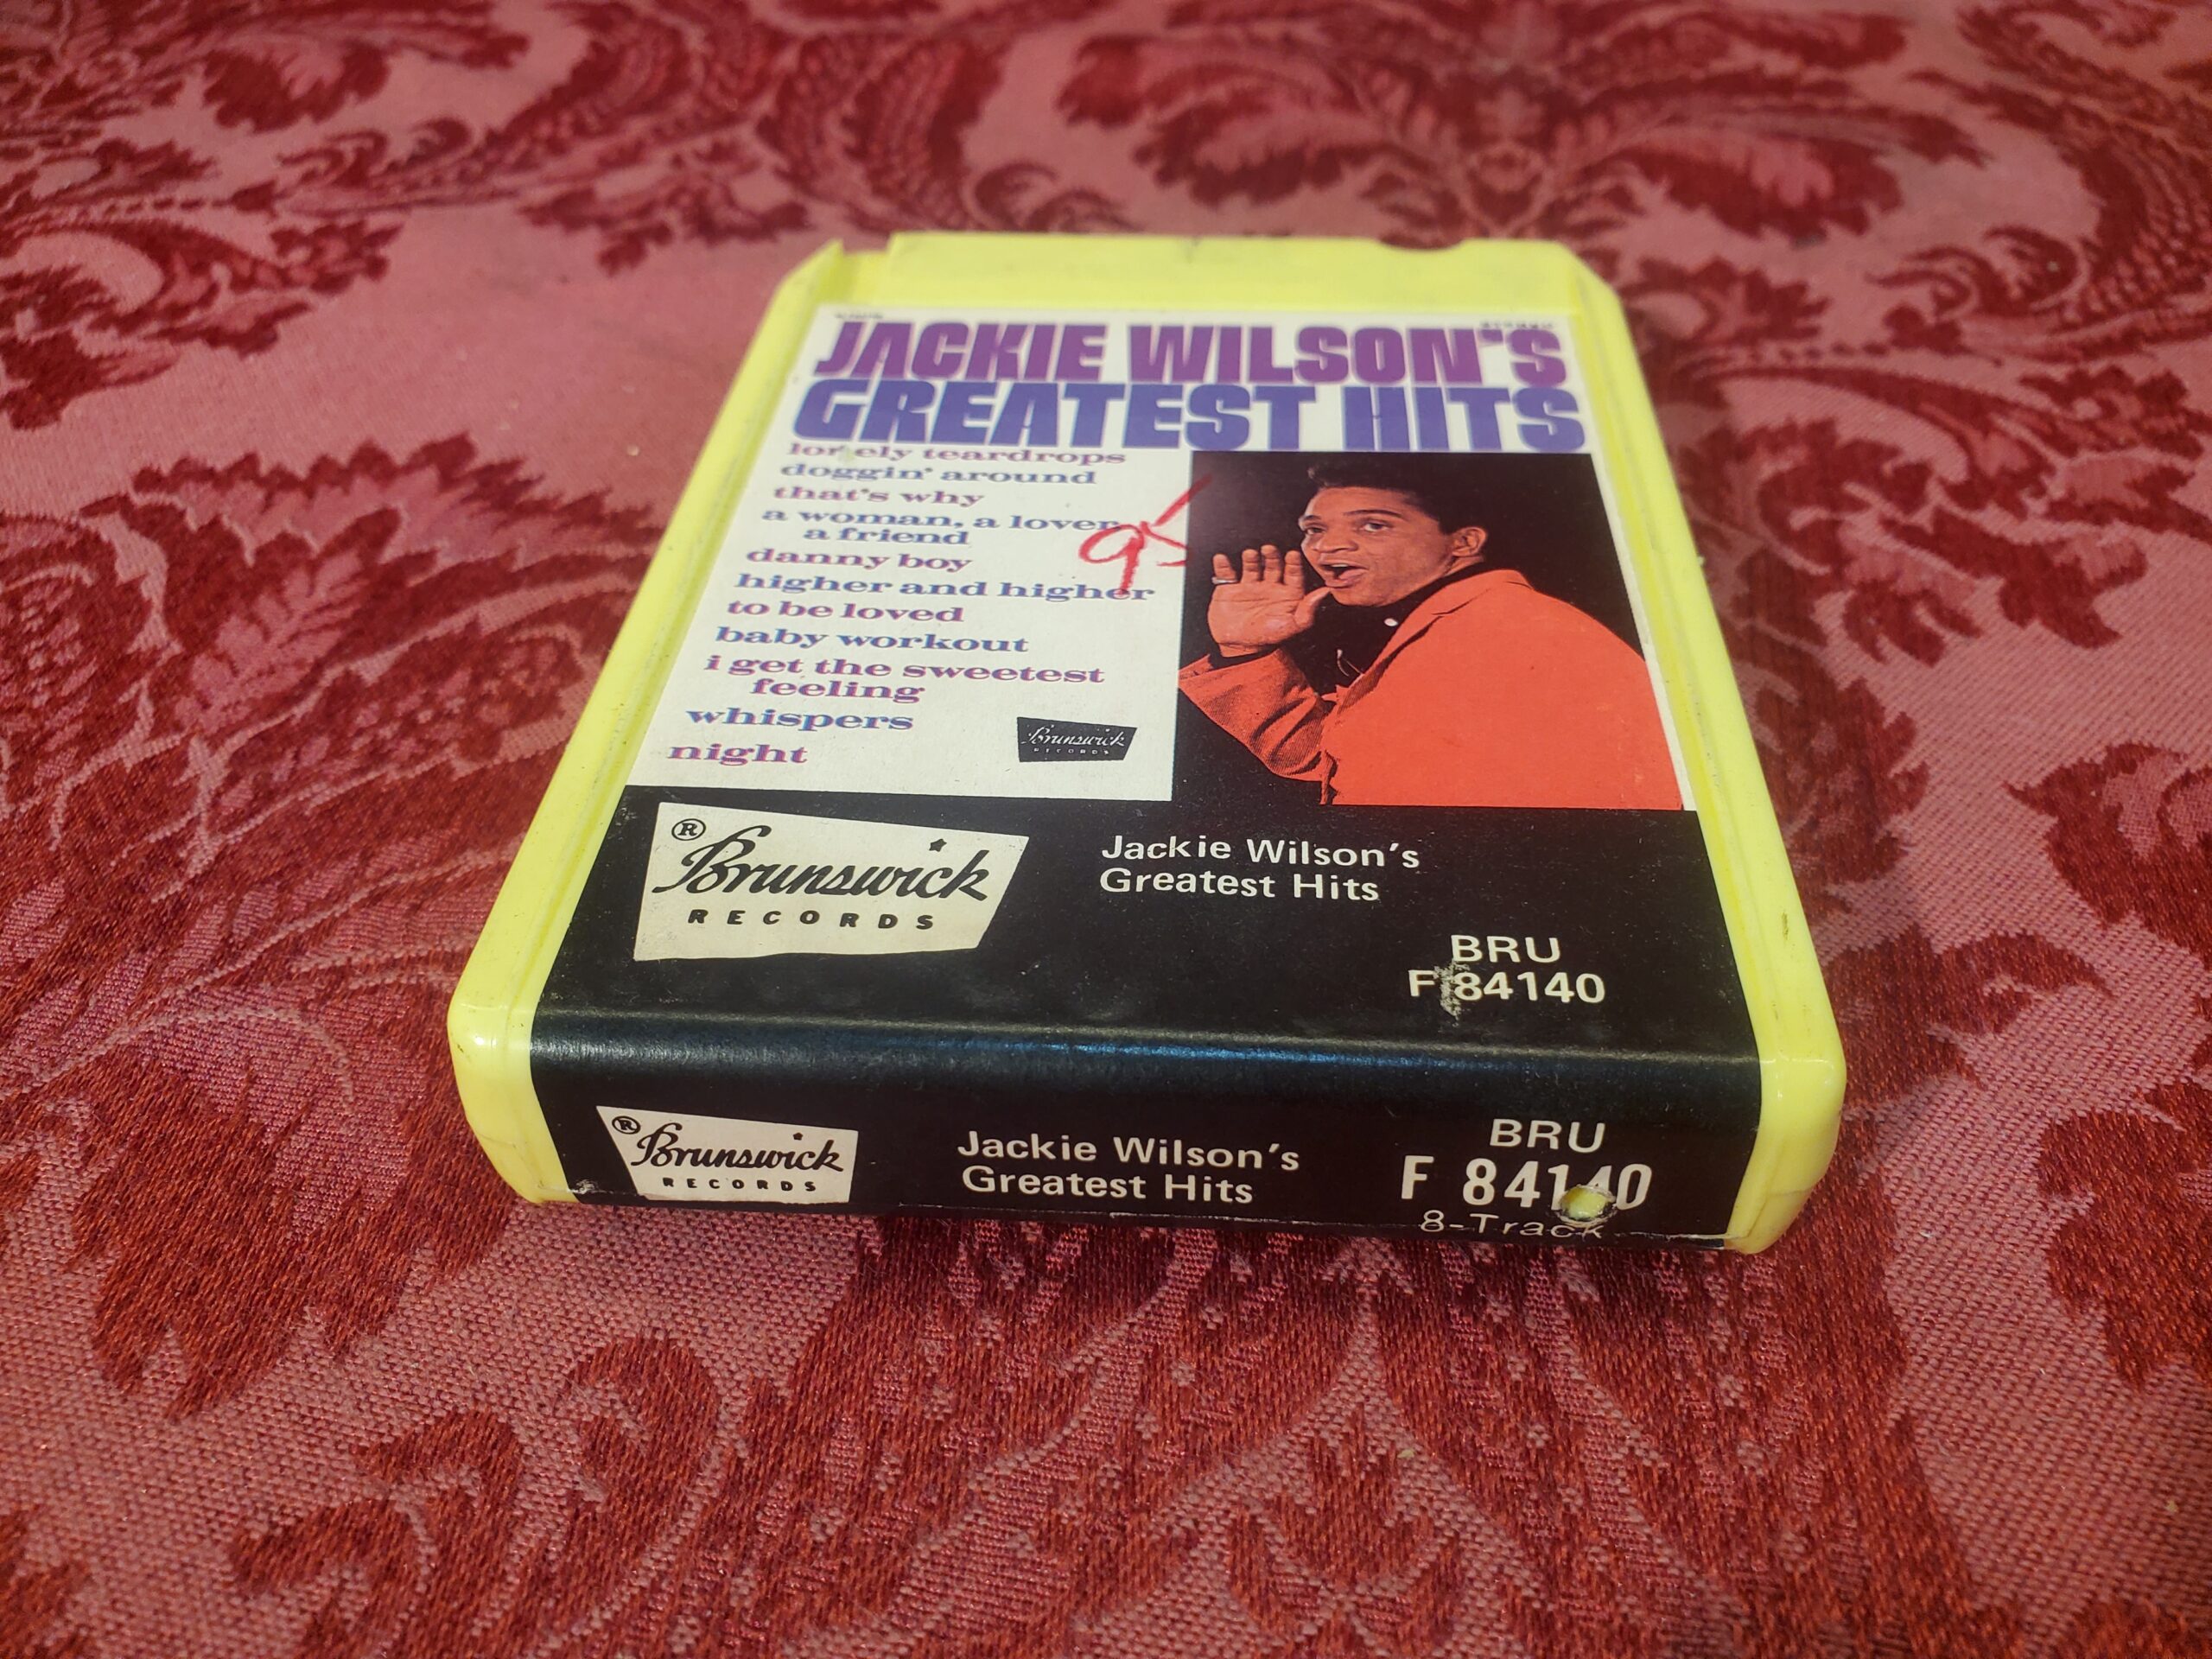 JACKIE WILSON'S
GREATEST HITS
lonely teardrops
doggin' around
that's why
a woman, a lover
a friend
danny boy
higher and higher
to be loved
baby workout
i get the sweetest
feeling
whispers
night
95
Brunswick
RECORDS
® Brunswick
RECORDS
Jackie Wilson's
Greatest Hits
BRU
F 84140
® Brunswick
RECORDS
Jackie Wilson's
Greatest Hits
BRU
F 84140
8-Track